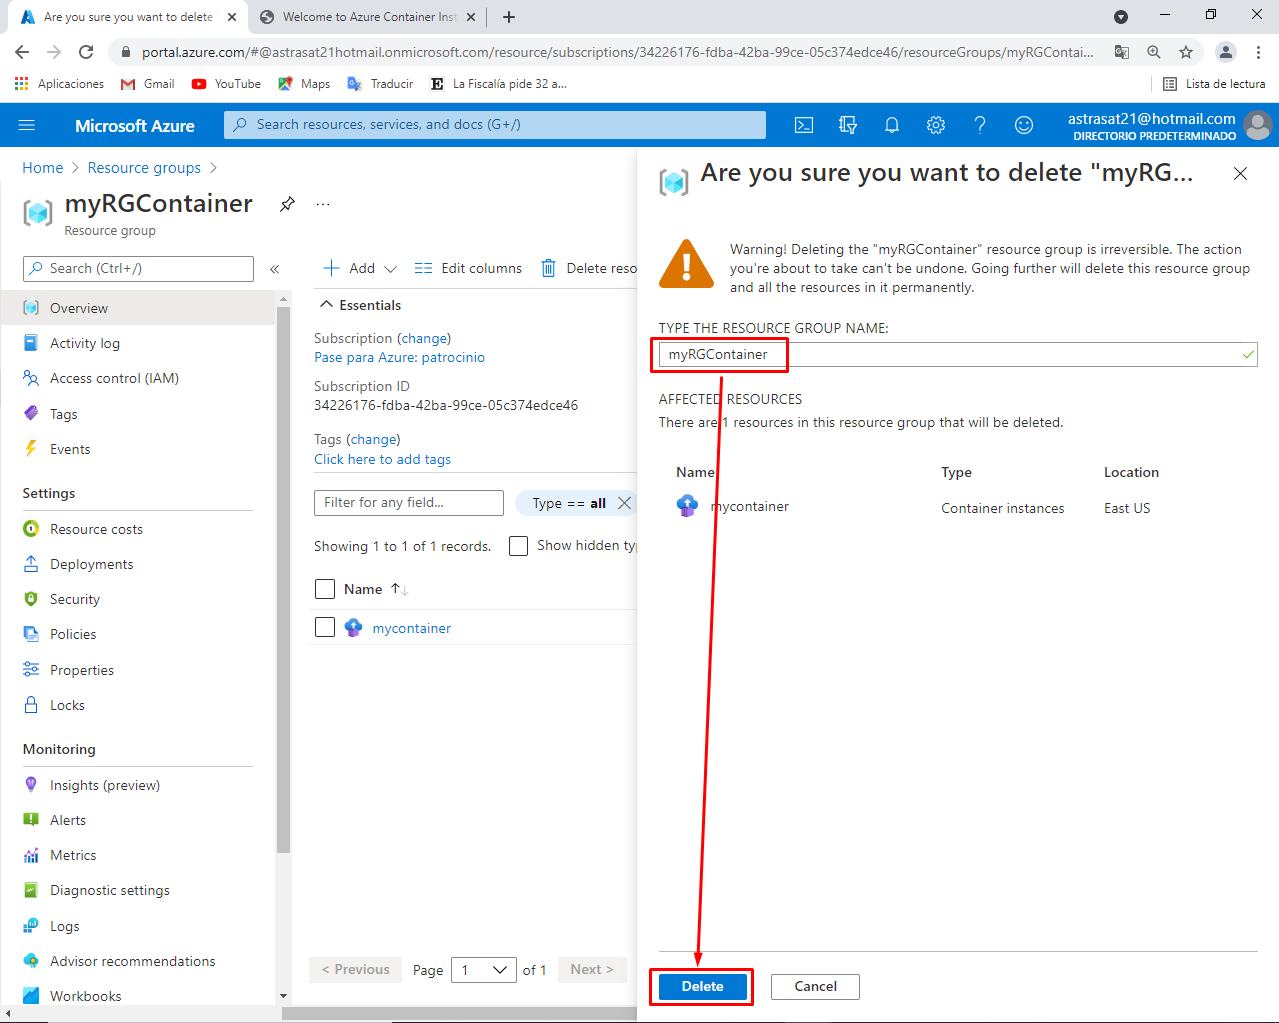 Are you sure you want to delete
Welcome to Azure Container Inst
portal.azure.com/#@astrasat21hotmail.onmicrosoft.com/resource/subscriptions/34226176-fdba-42ba-99ce-05c374edce46/resourceGroups/myRGContai...
Aplicaciones
Gmail
YouTube
Maps
Traducir
La Fiscalía pide 32 a...
Lista de lectura
Microsoft Azure
Search resources, services, and docs (G+/)
astrasat21@hotmail.com
DIRECTORIO PREDETERMINADO
Home > Resource groups >
myRGContainer
...
Resource group
Search (Ctrl+/)
«
Overview
Activity log
Access control (IAM)
Tags
Events
Settings
Resource costs
Deployments
Security
Policies
Properties
Locks
Monitoring
Insights (preview)
Alerts
Metrics
Diagnostic settings
Logs
Advisor recommendations
Workbooks
Add
Edit columns
Delete reso
Essentials
Subscription (change)
Pase para Azure: patrocinio
Subscription ID
34226176-fdba-42ba-99ce-05c374edce46
Tags (change)
Click here to add tags
Filter for any field...
Type == all
Showing 1 to 1 of 1 records.
Show hidden typ
Name
mycontainer
< Previous
Page
1
of 1
Next >
Are you sure you want to delete "myRG...
Warning! Deleting the "myRGContainer" resource group is irreversible. The action
you're about to take can't be undone. Going further will delete this resource group
and all the resources in it permanently.
TYPE THE RESOURCE GROUP NAME:
myRGContainer
AFFECTED RESOURCES
There are 1 resources in this resource group that will be deleted.
Name
Type
Location
mycontainer
Container instances
East US
Delete
Cancel